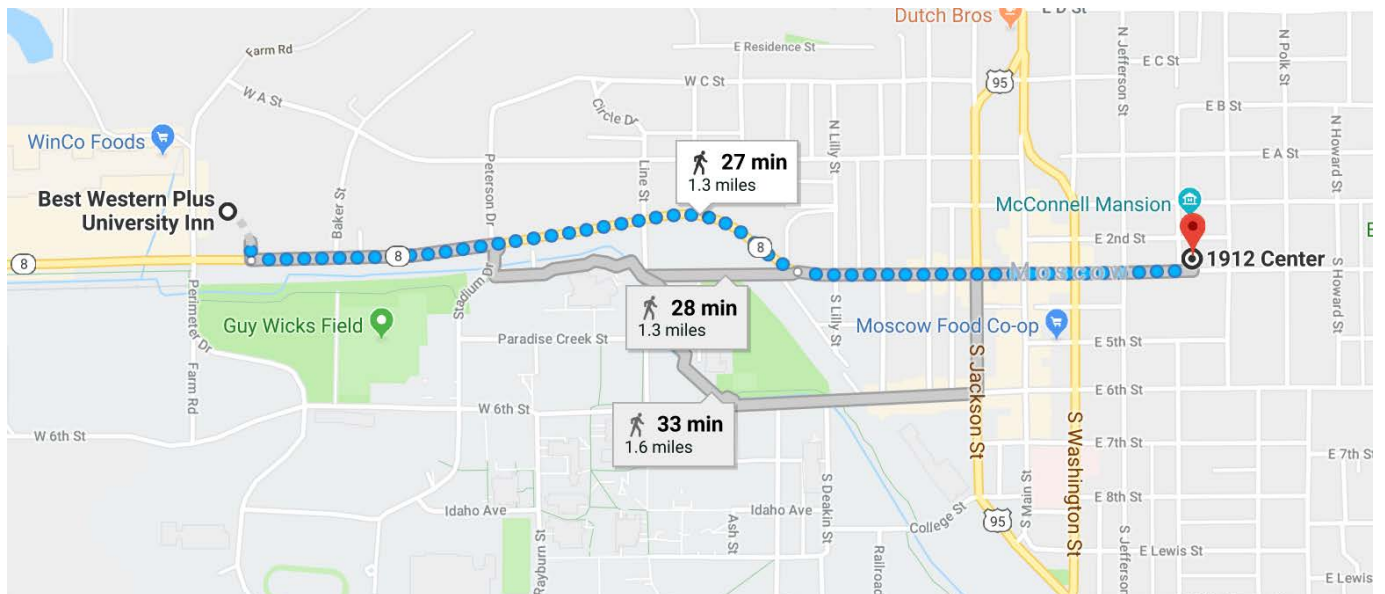 Dutch Bros
E D St
Farm Rd
E Residence St
W C St
95
N Jefferson St
E C St
N Polk St
W A St
Circle Dr
E B St
N Howard St
WinCo Foods
Peterson Dr
Line St
N Lilly St
27 min
1.3 miles
E A St
Best Western Plus
University Inn
Baker St
McConnell Mansion
E 2nd St
E
8
8
8
Moscow
1912 Center
Perimeter Dr
Stadium Dr
28 min
1.3 miles
S Lilly St
S Howard St
Guy Wicks Field
Paradise Creek St
Moscow Food Co-op
E 5th St
Farm Rd
S Jackson St
E 6th St
W 6th St
W 6th St
33 min
1.6 miles
S Washington St
E 7th St
E 7th St
S Deakin St
S Main St
E 8th St
Idaho Ave
Idaho Ave
College St
95
Rayburn St
Ash St
Railroad
S Jeffers
E Lewis St
E Lewis